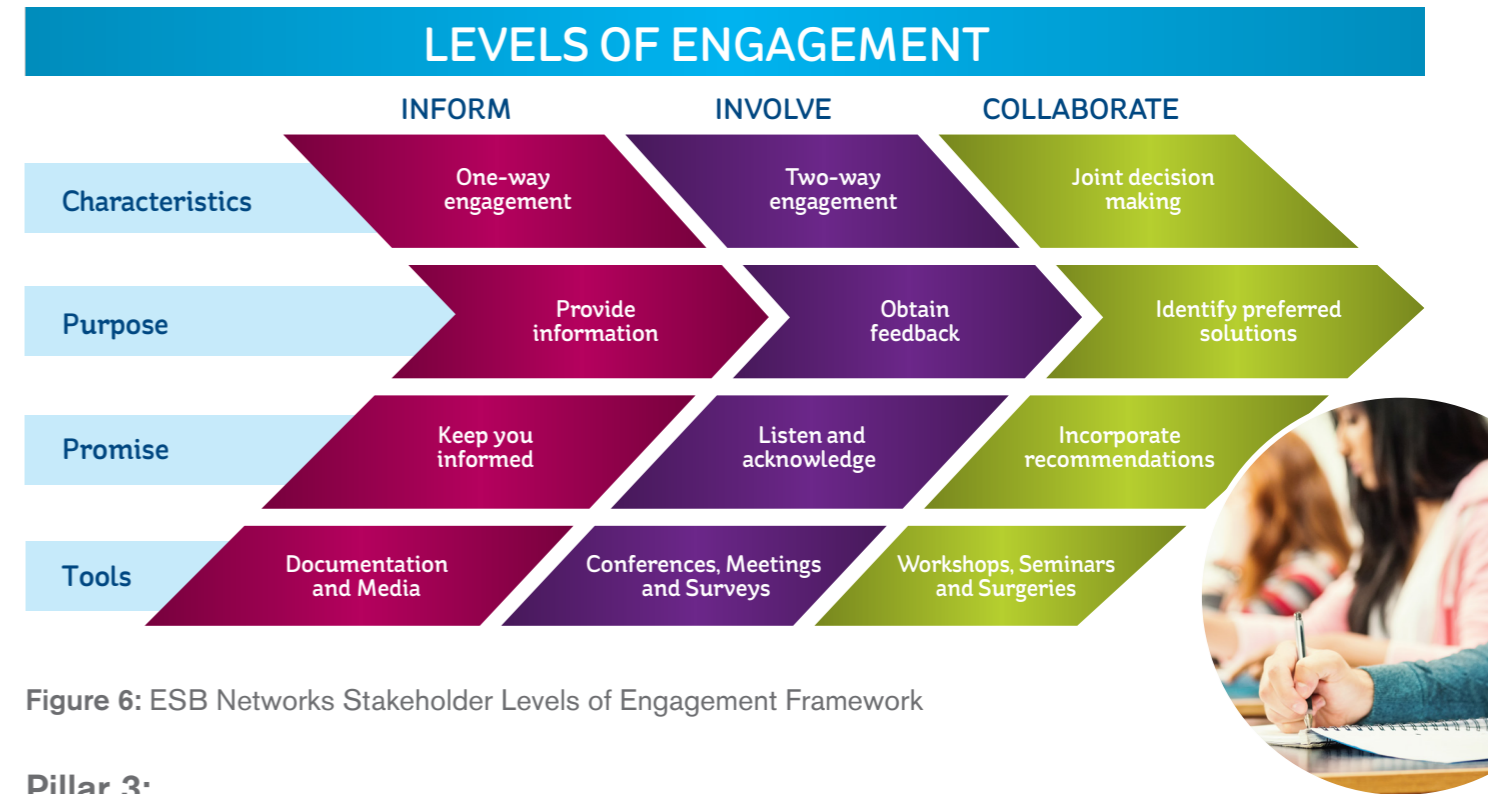 LEVELS OF ENGAGEMENT
INFORM INVOLVE COLLABORATE
Characteristics
One-way
engagement
Two-way
engagement
Joint decision
making
Purpose
Provide
information
Obtain
feedback
Identify preferred
solutions
Promise
Keep you
informed
Listen and
acknowledge
Incorporate
recommendations
Tools
Documentation
and Media
Conferences, Meetings
and Surveys
Workshops, Seminars
and Surgeries
Figure 6: ESB Networks Stakeholder Levels of Engagement Framework
Pillar 3: